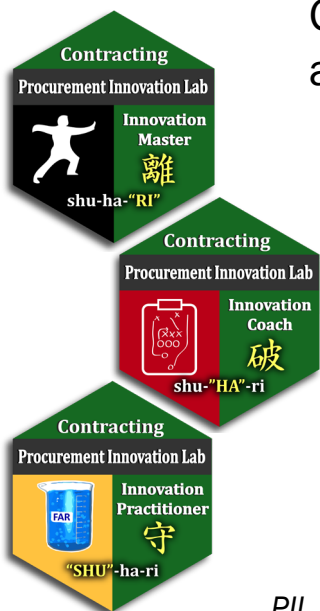 Contracting
Procurement Innovation Lab
Innovation
Master
離
shu-ha-“RI”
Contracting
Procurement Innovation Lab
Innovation
Coach
破
shu-”HA”-ri
Contracting
Procurement Innovation Lab
FAR
Innovation
Practitioner
守
“SHU”-ha-ri
PIL